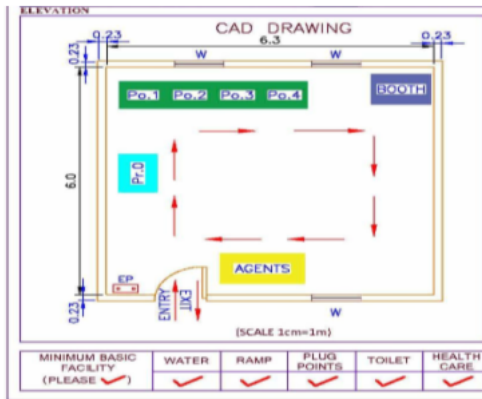 ELEVATION
CAD DRAWING
0.23
6.3
0.23
0.23
W
W
Po.1 Po.2 Po.3 Po.4
BOOTH
6.0
Pr.O
AGENTS
EP
ENTRY
EXIT
0.23
W
(SCALE 1cm=1m)
MINIMUM BASIC FACILITY (PLEASE ✓)
WATER
RAMP
PLUG POINTS
TOILET
HEALTH CARE